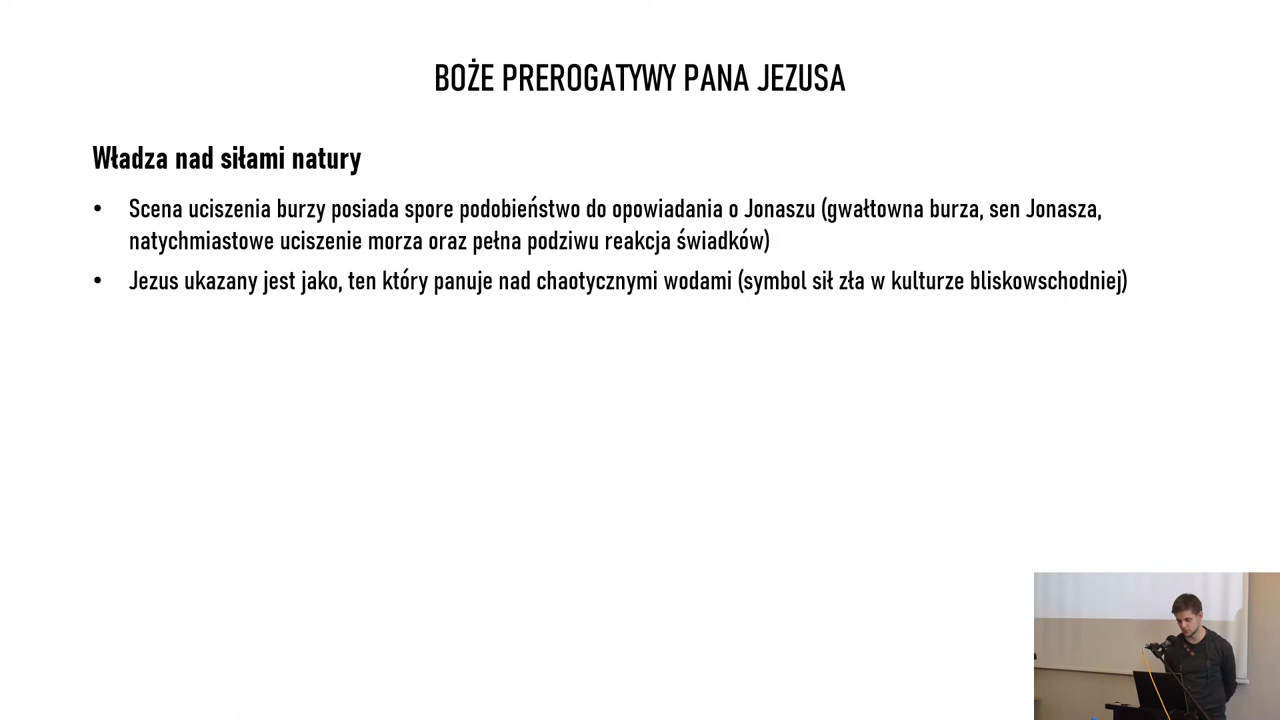 BOŻE PREROGATYWY PANA JEZUSA
Władza nad siłami natury
• Scena uciszenia burzy posiada spore podobieństwo do opowiadania o Jonaszu (gwałtowna burza, sen Jonasza,
natychmiastowe uciszenie morza oraz pełna podziwu reakcja świadków)
• Jezus ukazany jest jako, ten który panuje nad chaotycznymi wodami (symbol sił zła w kulturze bliskowschodniej)